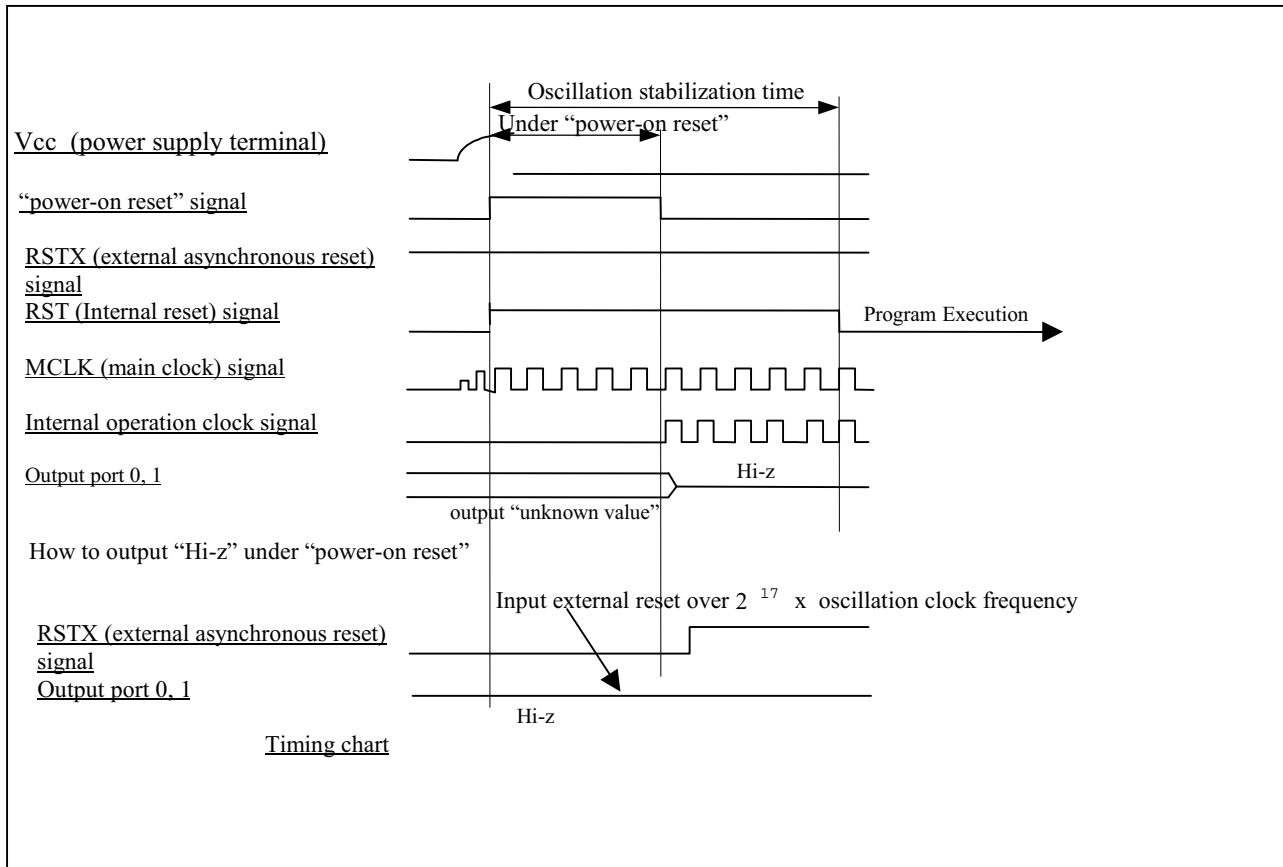 Oscillation stabilization time
Under “power-on reset”
Vcc (power supply terminal)
“power-on reset” signal
RSTX (external asynchronous reset)
signal
RST (Internal reset) signal
Program Execution
MCLK (main clock) signal
Internal operation clock signal
Output port 0, 1
Hi-z
output “unknown value”
How to output “Hi-z” under “power-on reset”
Input external reset over 2 17 x oscillation clock frequency
RSTX (external asynchronous reset)
signal
Output port 0, 1
Hi-z
Timing chart